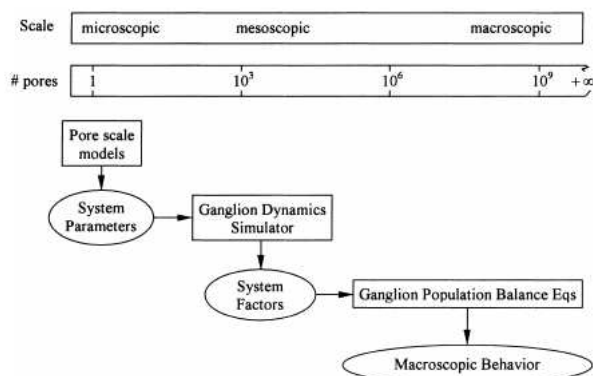 Scale microscopic mesoscopic macroscopic
# pores 1 10³ 10⁶ 10⁹ +∞
Pore scale
models
System
Parameters
Ganglion Dynamics
Simulator
System
Factors
Ganglion Population Balance Eqs
Macroscopic Behavior